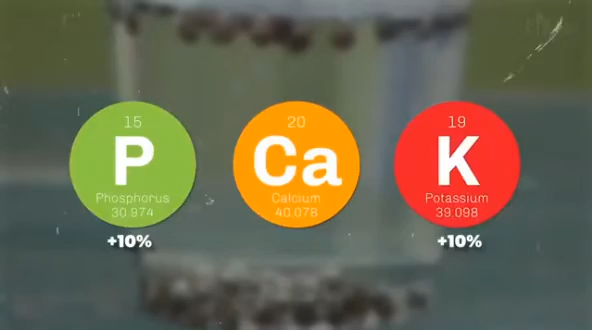 15
P
Phosphorus
30.974
+10%
20
Ca
Calcium
40.078
19
K
Potassium
39.098
+10%